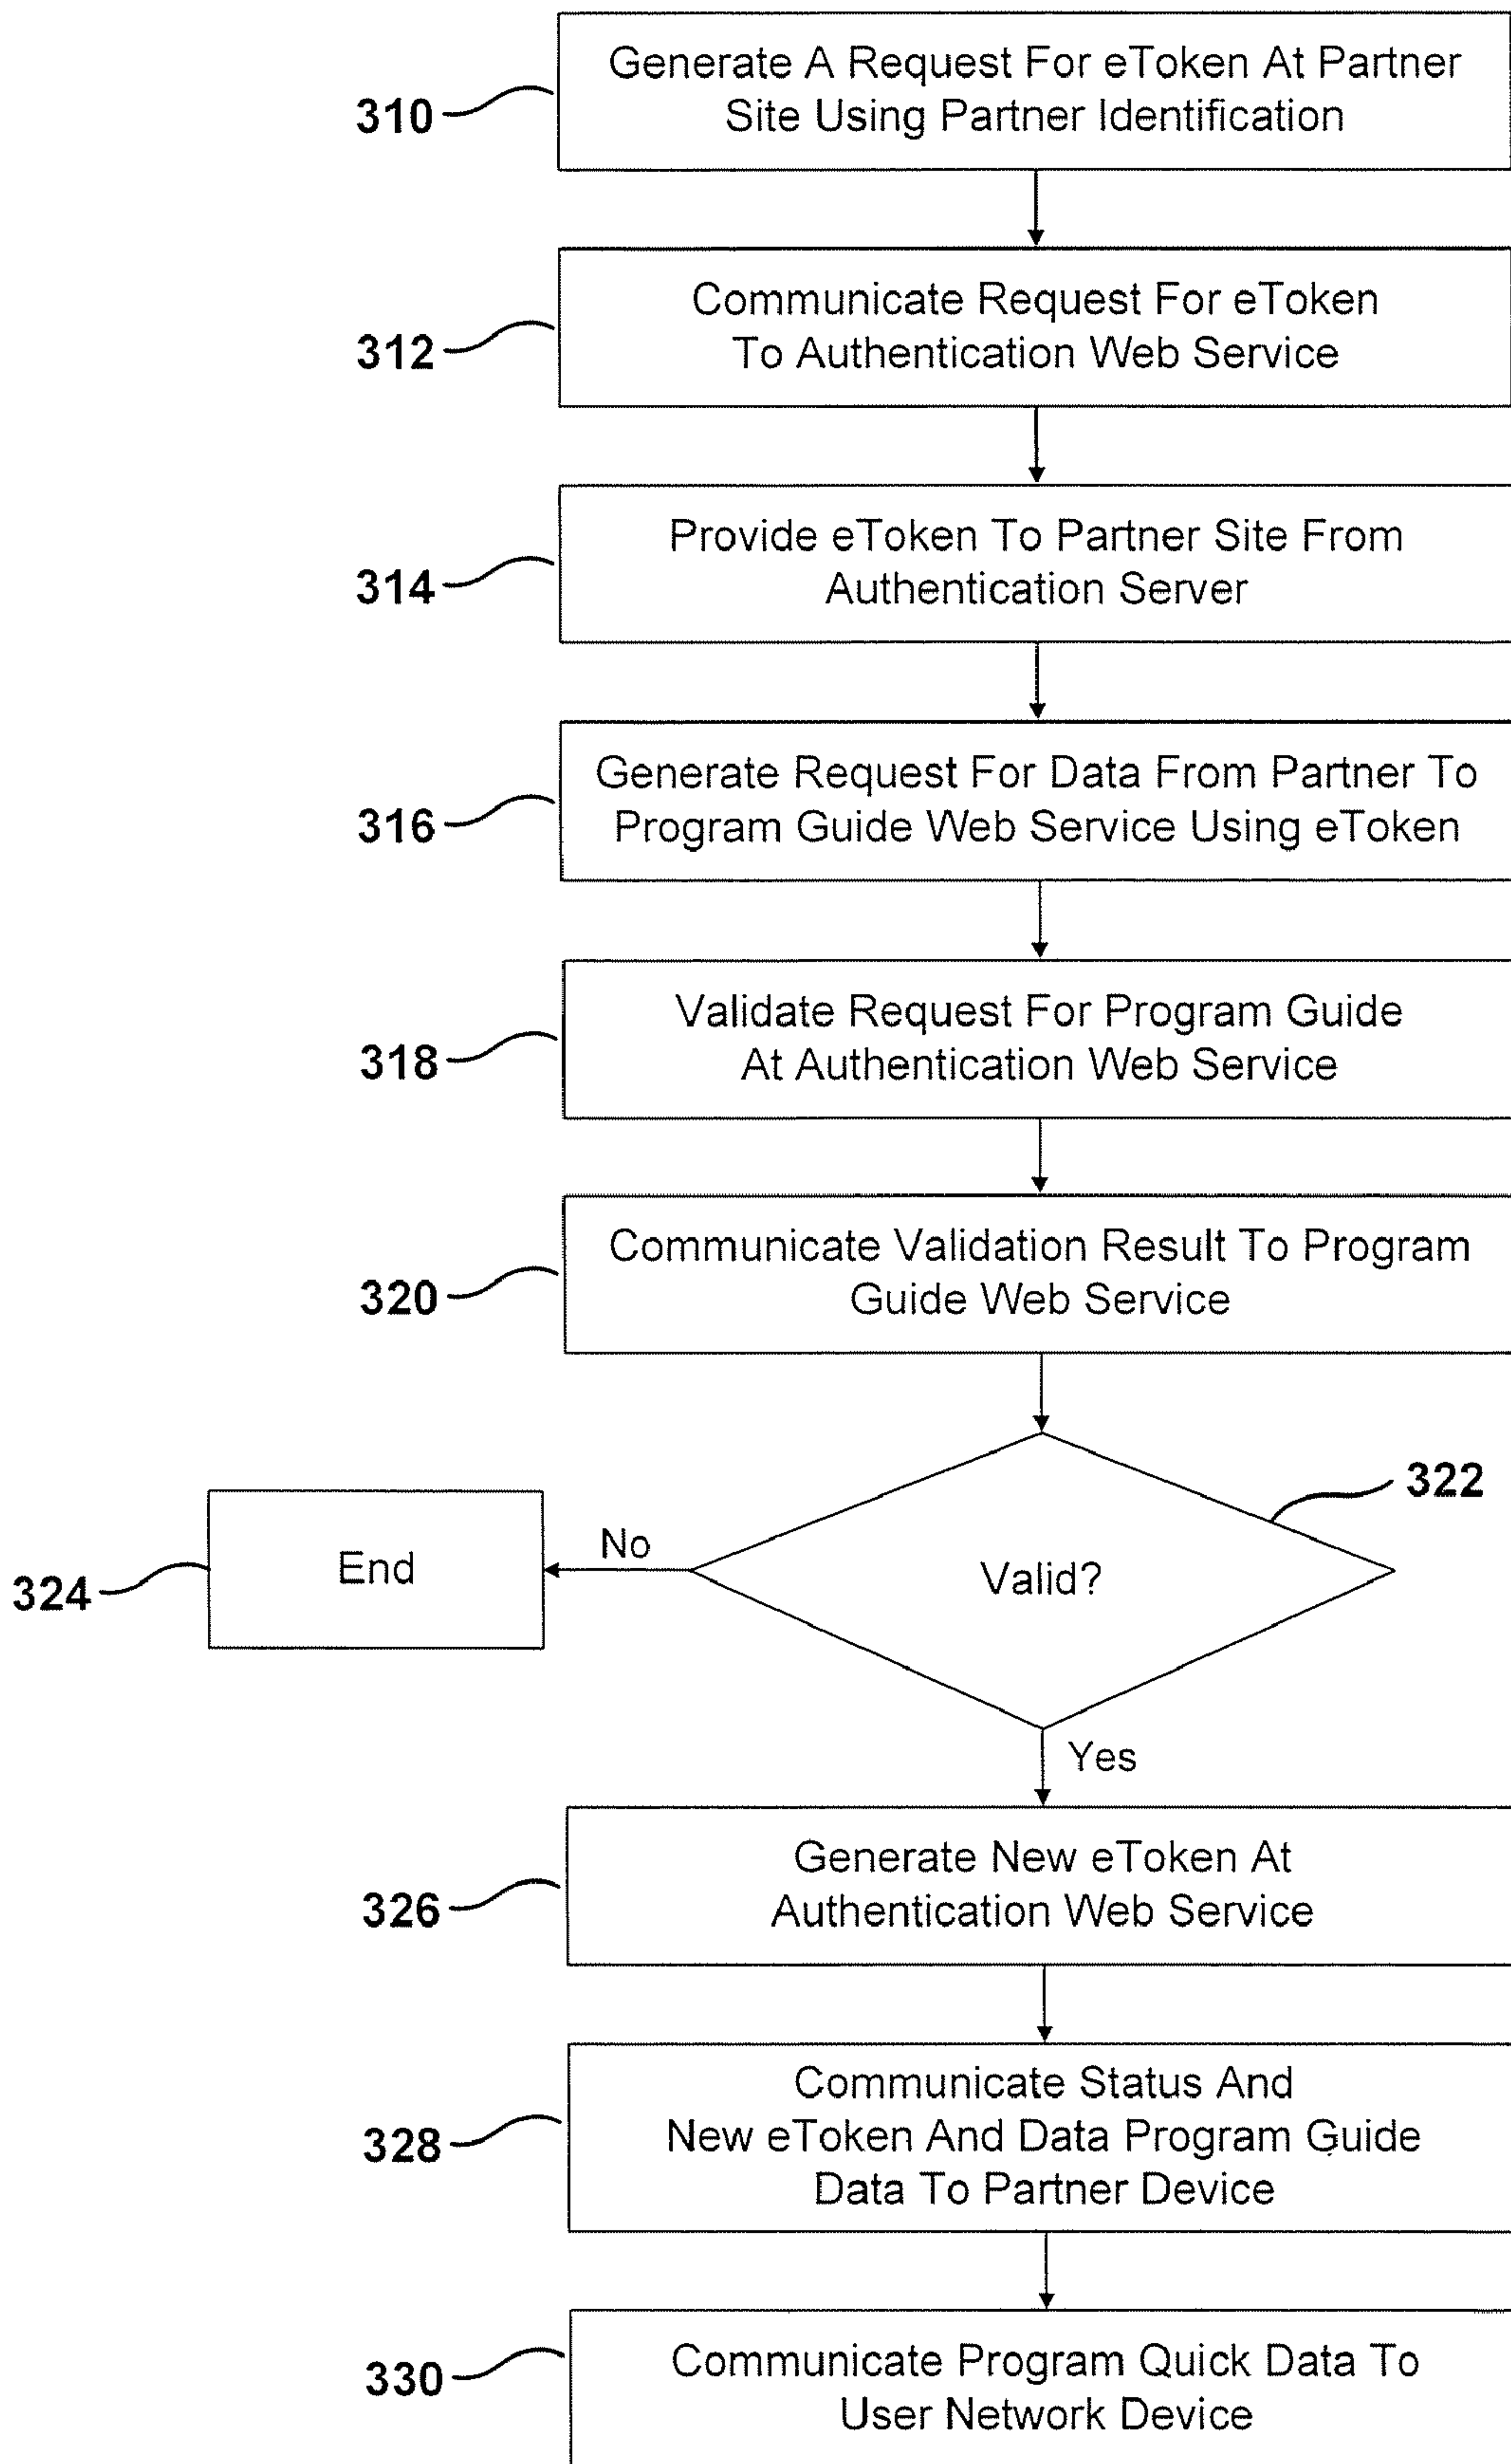 Generate A Request For eToken At Partner
Site Using Partner Identification
310
Communicate Request For eToken
To Authentication Web Service
312
Provide eToken To Partner Site From
Authentication Server
314
Generate Request For Data From Partner To
Program Guide Web Service Using eToken
316
Validate Request For Program Guide
At Authentication Web Service
318
Communicate Validation Result To Program
Guide Web Service
320
322
Valid?
No
End
324
Yes
Generate New eToken At
Authentication Web Service
326
Communicate Status And
New eToken And Data Program Guide
Data To Partner Device
328
Communicate Program Quick Data To
User Network Device
330